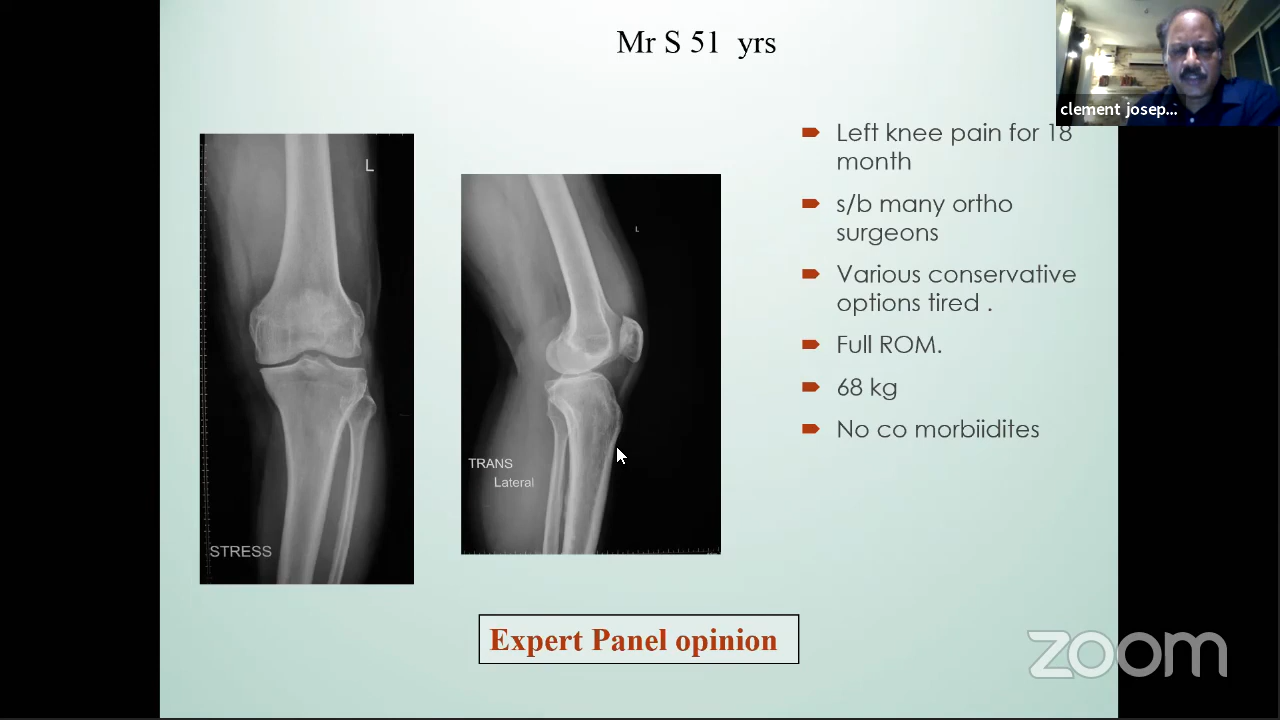 Mr S 51 yrs
clement josep...
Left knee pain for 18
month
s/b many ortho
surgeons
Various conservative
options tired .
Full ROM.
68 kg
No co morbiidites
L
STRESS
L
TRANS
Lateral
Expert Panel opinion
zoom